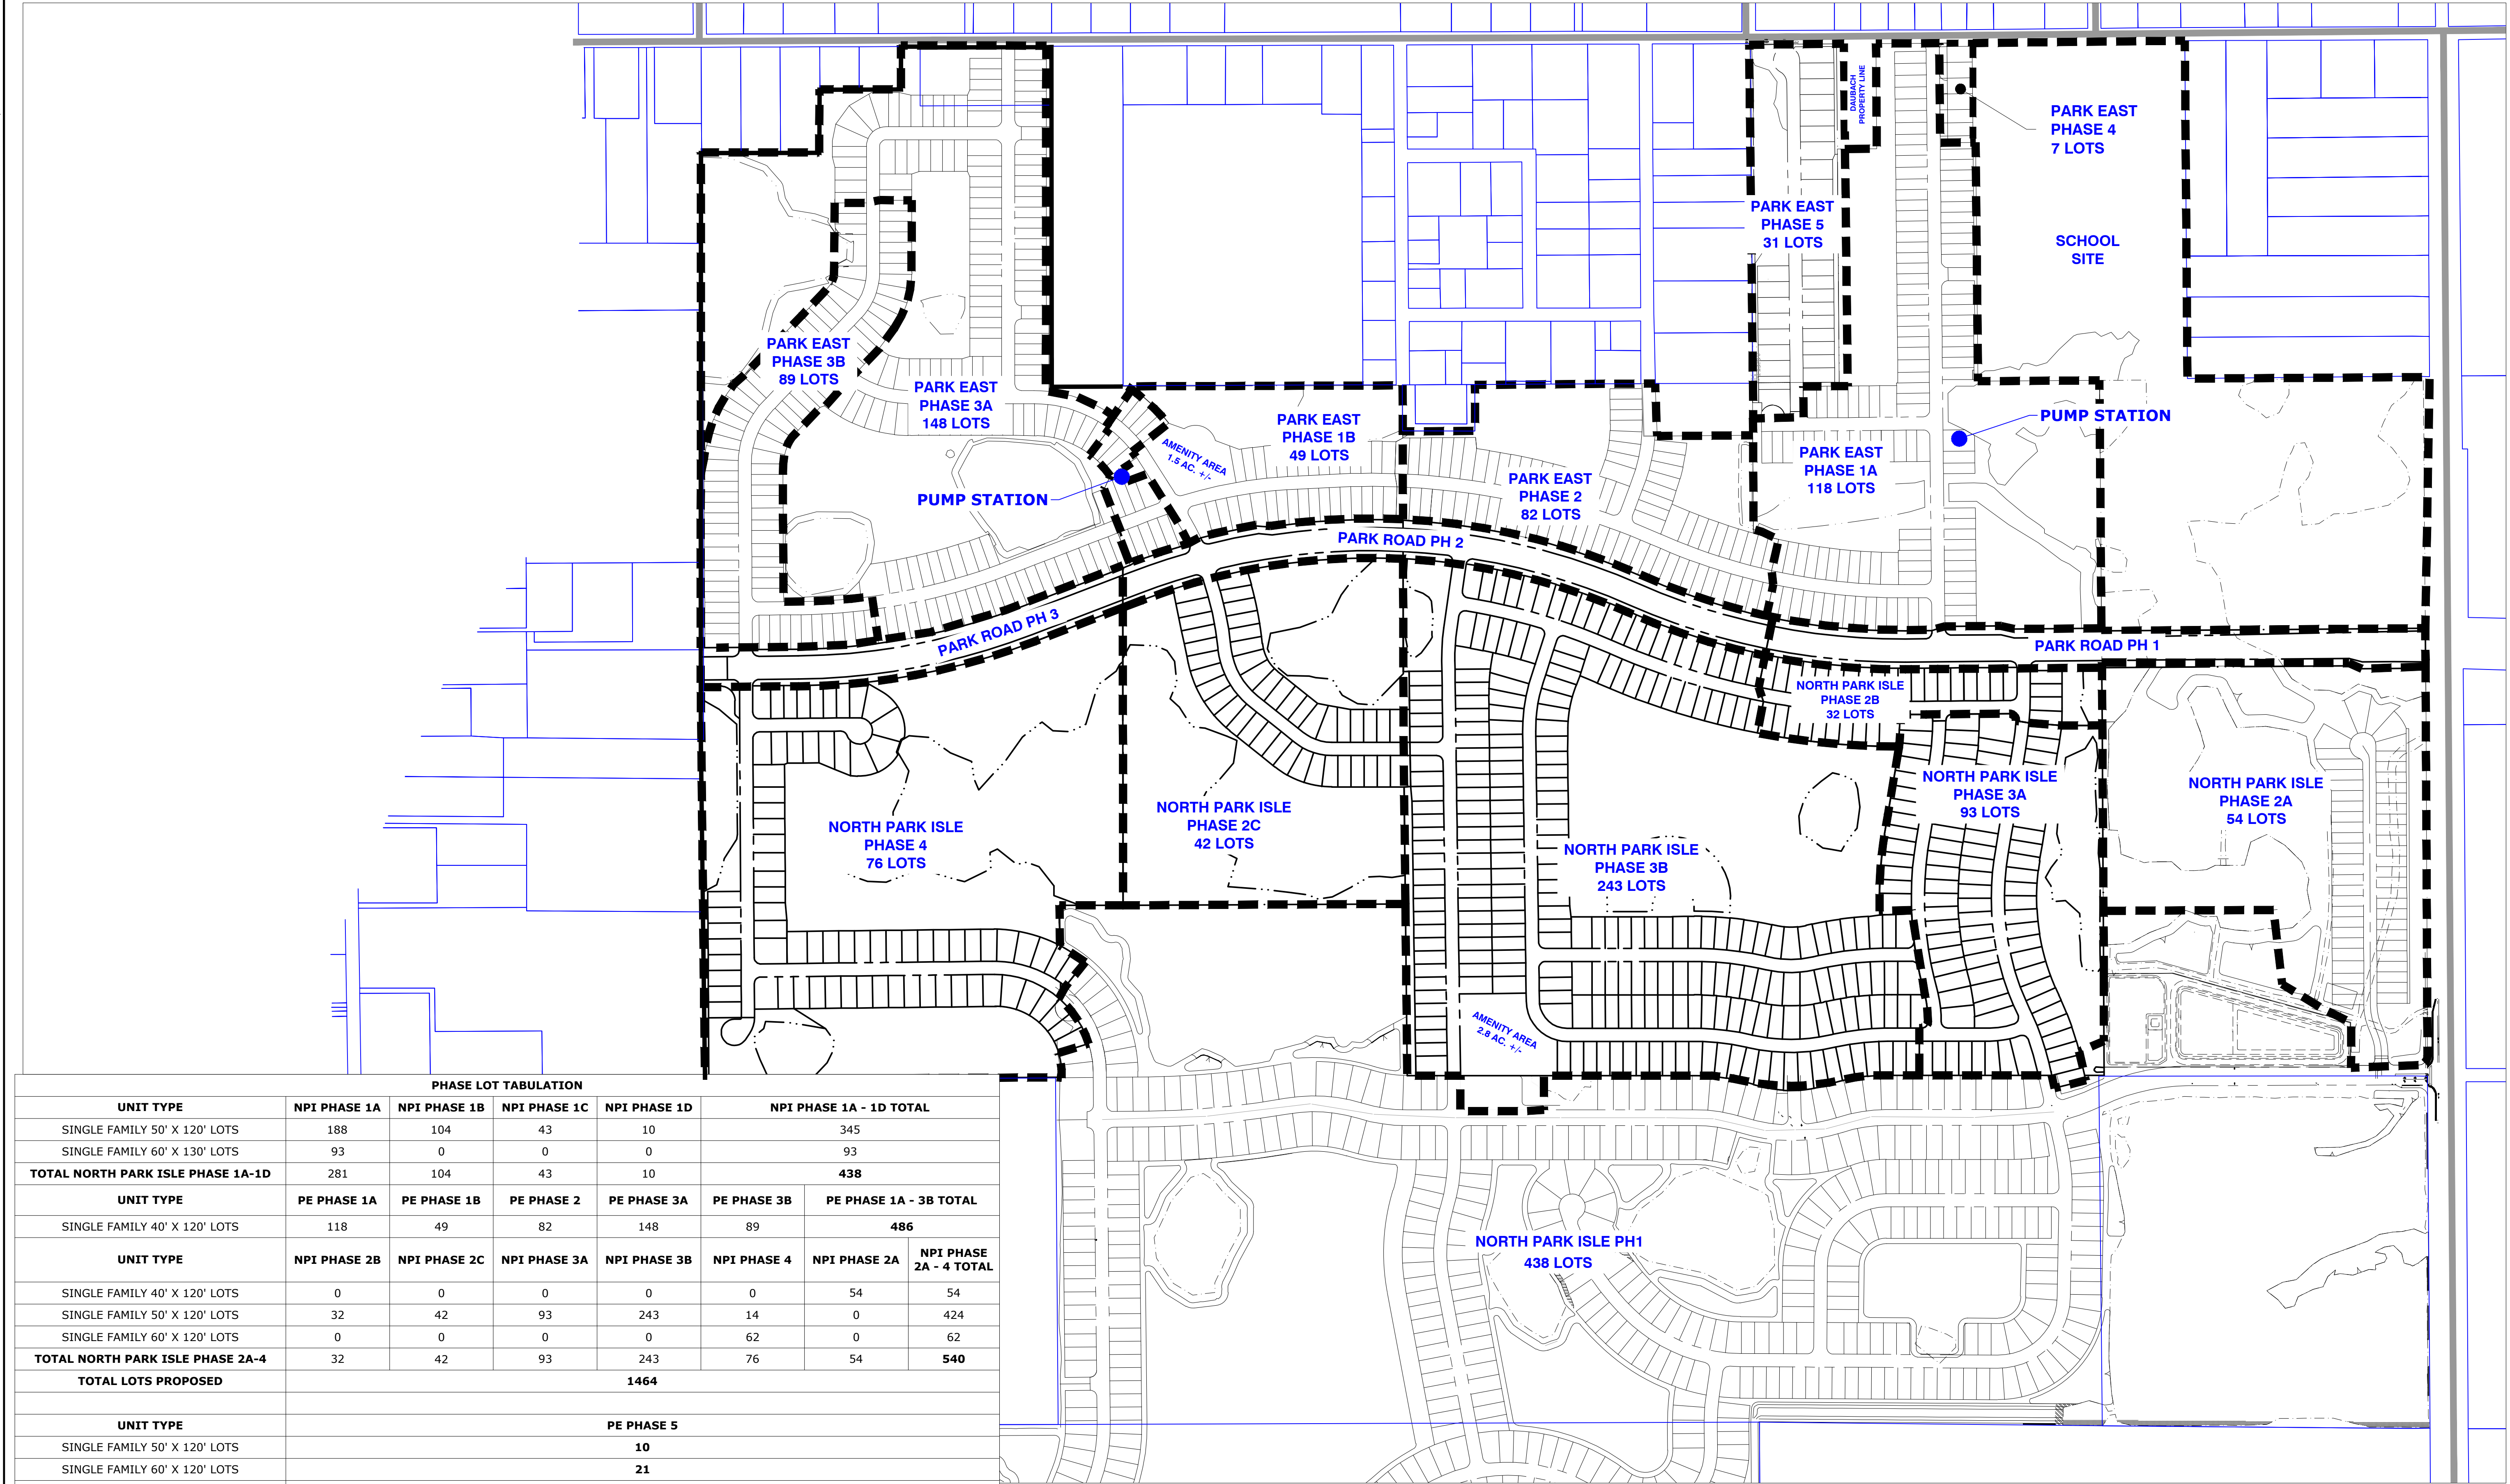 DAUBACH
PROPERTY LINE
PARK EAST
PHASE 4
7 LOTS
PARK EAST
PHASE 5
31 LOTS
SCHOOL
SITE
PARK EAST
PHASE 3B
89 LOTS
PARK EAST
PHASE 3A
148 LOTS
PARK EAST
PHASE 1B
49 LOTS
AMENITY AREA
1.5 AC. +/-
PUMP STATION
PARK EAST
PHASE 1A
118 LOTS
PARK EAST
PHASE 2
82 LOTS
PUMP STATION
PARK ROAD PH 2
PARK ROAD PH 3
PARK ROAD PH 1
NORTH PARK ISLE
PHASE 2B
32 LOTS
NORTH PARK ISLE
PHASE 3A
93 LOTS
NORTH PARK ISLE
PHASE 2A
54 LOTS
NORTH PARK ISLE
PHASE 4
76 LOTS
NORTH PARK ISLE
PHASE 2C
42 LOTS
NORTH PARK ISLE
PHASE 3B
243 LOTS
AMENITY AREA
2.8 AC. +/-
NORTH PARK ISLE PH1
438 LOTS
PHASE LOT TABULATION
UNIT TYPE NPI PHASE 1A NPI PHASE 1B NPI PHASE 1C NPI PHASE 1D NPI PHASE 1A - 1D TOTAL
SINGLE FAMILY 50' X 120' LOTS 188 104 43 10 345
SINGLE FAMILY 60' X 130' LOTS 93 0 0 0 93
TOTAL NORTH PARK ISLE PHASE 1A-1D 281 104 43 10 438
UNIT TYPE PE PHASE 1A PE PHASE 1B PE PHASE 2 PE PHASE 3A PE PHASE 3B PE PHASE 1A - 3B TOTAL
SINGLE FAMILY 40' X 120' LOTS 118 49 82 148 89 486
UNIT TYPE NPI PHASE 2B NPI PHASE 2C NPI PHASE 3A NPI PHASE 3B NPI PHASE 4 NPI PHASE 2A NPI PHASE 2A - 4 TOTAL
SINGLE FAMILY 40' X 120' LOTS 0 0 0 0 0 54 54
SINGLE FAMILY 50' X 120' LOTS 32 42 93 243 14 0 424
SINGLE FAMILY 60' X 120' LOTS 0 0 0 0 62 0 62
TOTAL NORTH PARK ISLE PHASE 2A-4 32 42 93 243 76 54 540
TOTAL LOTS PROPOSED 1464
UNIT TYPE PE PHASE 5
SINGLE FAMILY 50' X 120' LOTS 10
SINGLE FAMILY 60' X 120' LOTS 21